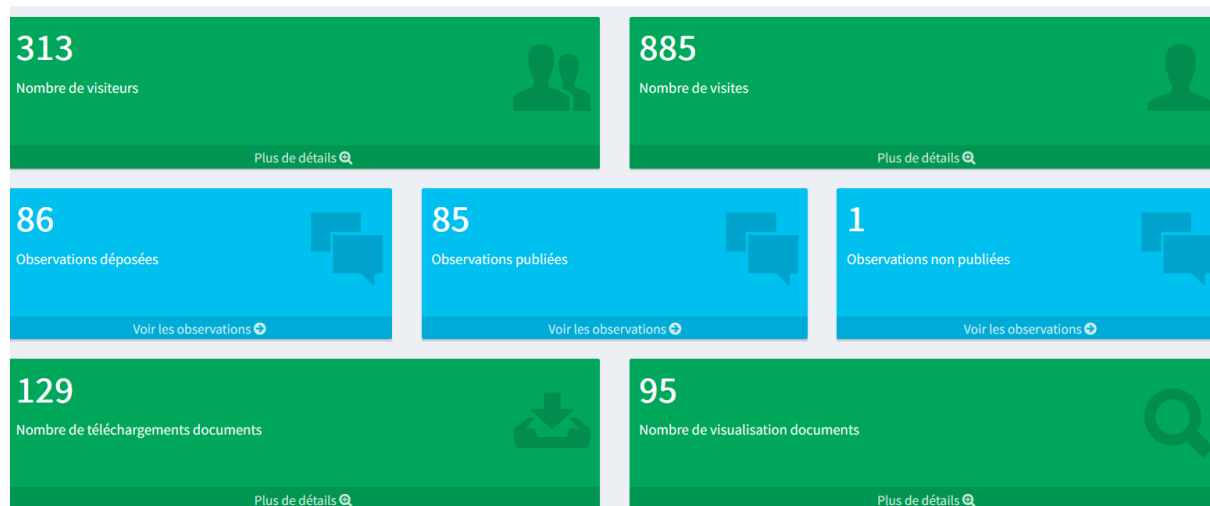 313
Nombre de visiteurs
Plus de détails
885
Nombre de visites
Plus de détails
86
Observations déposées
Voir les observations
85
Observations publiées
Voir les observations
1
Observations non publiées
Voir les observations
129
Nombre de téléchargements documents
Plus de détails
95
Nombre de visualisation documents
Plus de détails